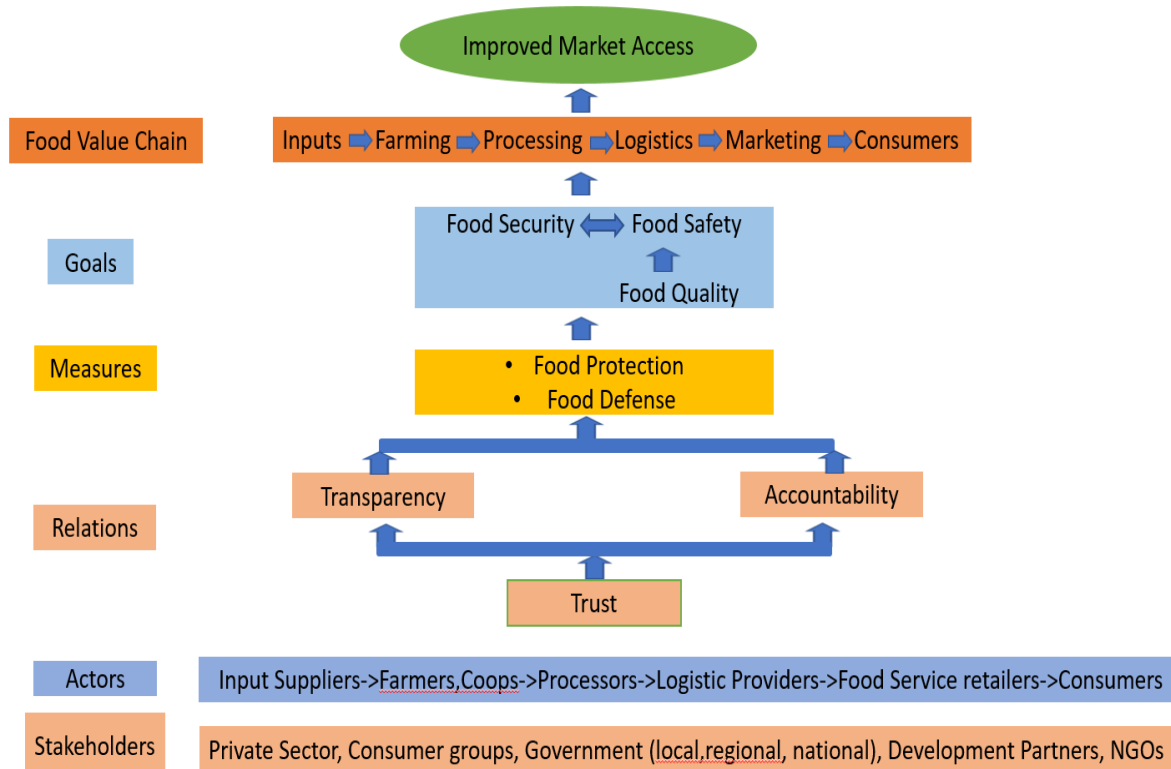 Improved Market Access
Food Value Chain
Inputs Farming Processing Logistics Marketing Consumers
Goals
Food Security Food Safety
Food Quality
Measures
• Food Protection
• Food Defense
Relations
Transparency
Accountability
Trust
Actors
Input Suppliers->Farmers,Coops->Processors->Logistic Providers->Food Service retailers->Consumers
Stakeholders
Private Sector, Consumer groups, Government (local,regional, national), Development Partners, NGOs